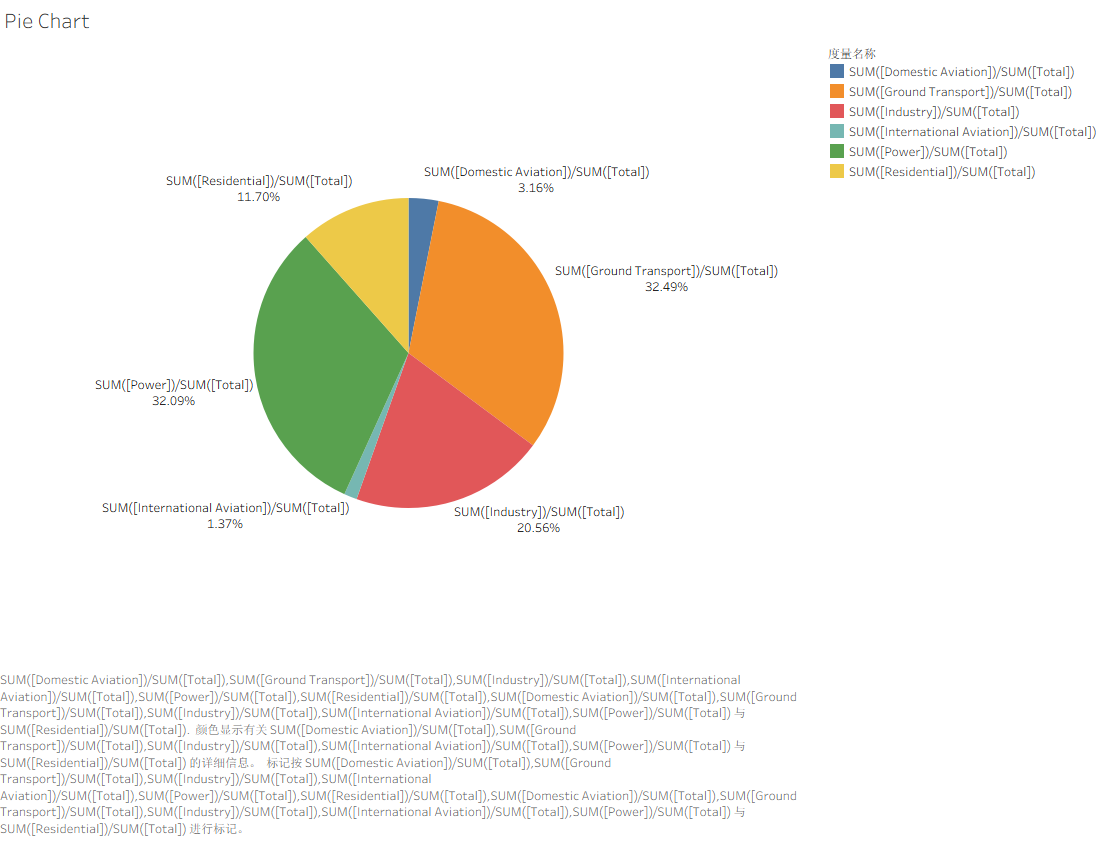 Pie Chart
度量名称
SUM([Domestic Aviation])/SUM([Total])
SUM([Ground Transport])/SUM([Total])
SUM([Industry])/SUM([Total])
SUM([International Aviation])/SUM([Total])
SUM([Power])/SUM([Total])
SUM([Residential])/SUM([Total])
SUM([Residential])/SUM([Total])
11.70%
SUM([Domestic Aviation])/SUM([Total])
3.16%
SUM([Ground Transport])/SUM([Total])
32.49%
SUM([Power])/SUM([Total])
32.09%
SUM([International Aviation])/SUM([Total])
1.37%
SUM([Industry])/SUM([Total])
20.56%
SUM([Domestic Aviation])/SUM([Total]),SUM([Ground Transport])/SUM([Total]),SUM([Industry])/SUM([Total]),SUM([International
Aviation])/SUM([Total]),SUM([Power])/SUM([Total]),SUM([Residential])/SUM([Total]),SUM([Domestic Aviation])/SUM([Total]),SUM([Ground
Transport])/SUM([Total]),SUM([Industry])/SUM([Total]),SUM([International Aviation])/SUM([Total]),SUM([Power])/SUM([Total]) 与
SUM([Residential])/SUM([Total]). 颜色显示有关 SUM([Domestic Aviation])/SUM([Total]),SUM([Ground
Transport])/SUM([Total]),SUM([Industry])/SUM([Total]),SUM([International Aviation])/SUM([Total]),SUM([Power])/SUM([Total]) 与
SUM([Residential])/SUM([Total]) 的详细信息。 标记按 SUM([Domestic Aviation])/SUM([Total]),SUM([Ground
Transport])/SUM([Total]),SUM([Industry])/SUM([Total]),SUM([International
Aviation])/SUM([Total]),SUM([Power])/SUM([Total]),SUM([Residential])/SUM([Total]),SUM([Domestic Aviation])/SUM([Total]),SUM([Ground
Transport])/SUM([Total]),SUM([Industry])/SUM([Total]),SUM([International Aviation])/SUM([Total]),SUM([Power])/SUM([Total]) 与
SUM([Residential])/SUM([Total]) 进行标记。